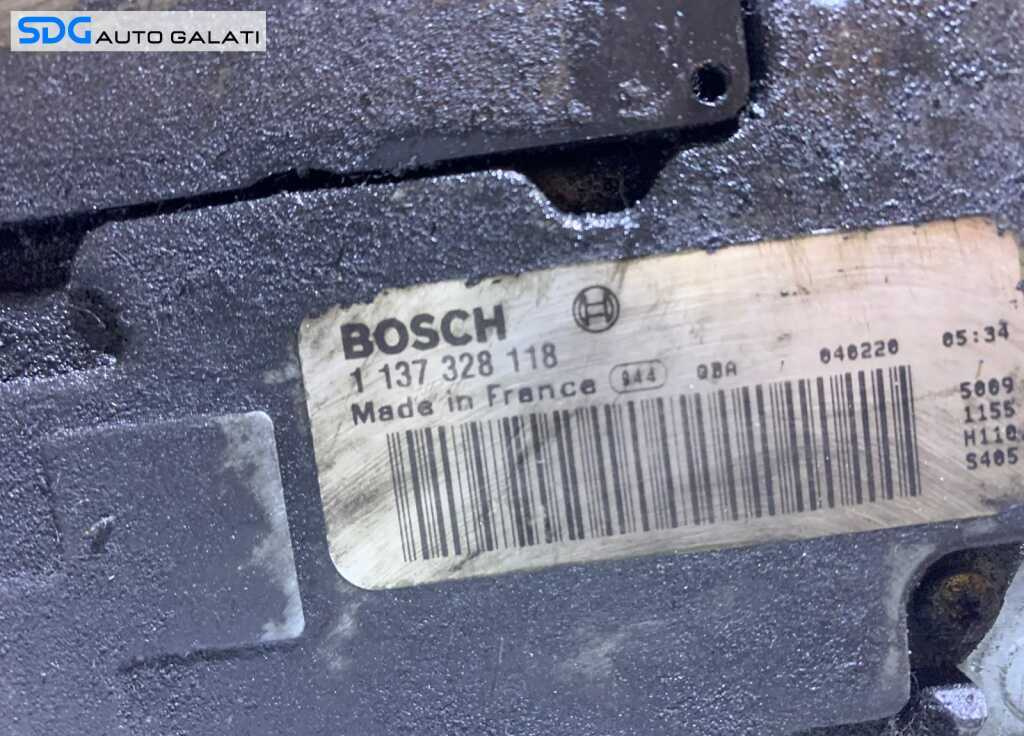 SDG AUTO GALATI
BOSCH
1 137 328 118
Made in France 944 QBA 040220 05:34
5009
1155
H110
S405